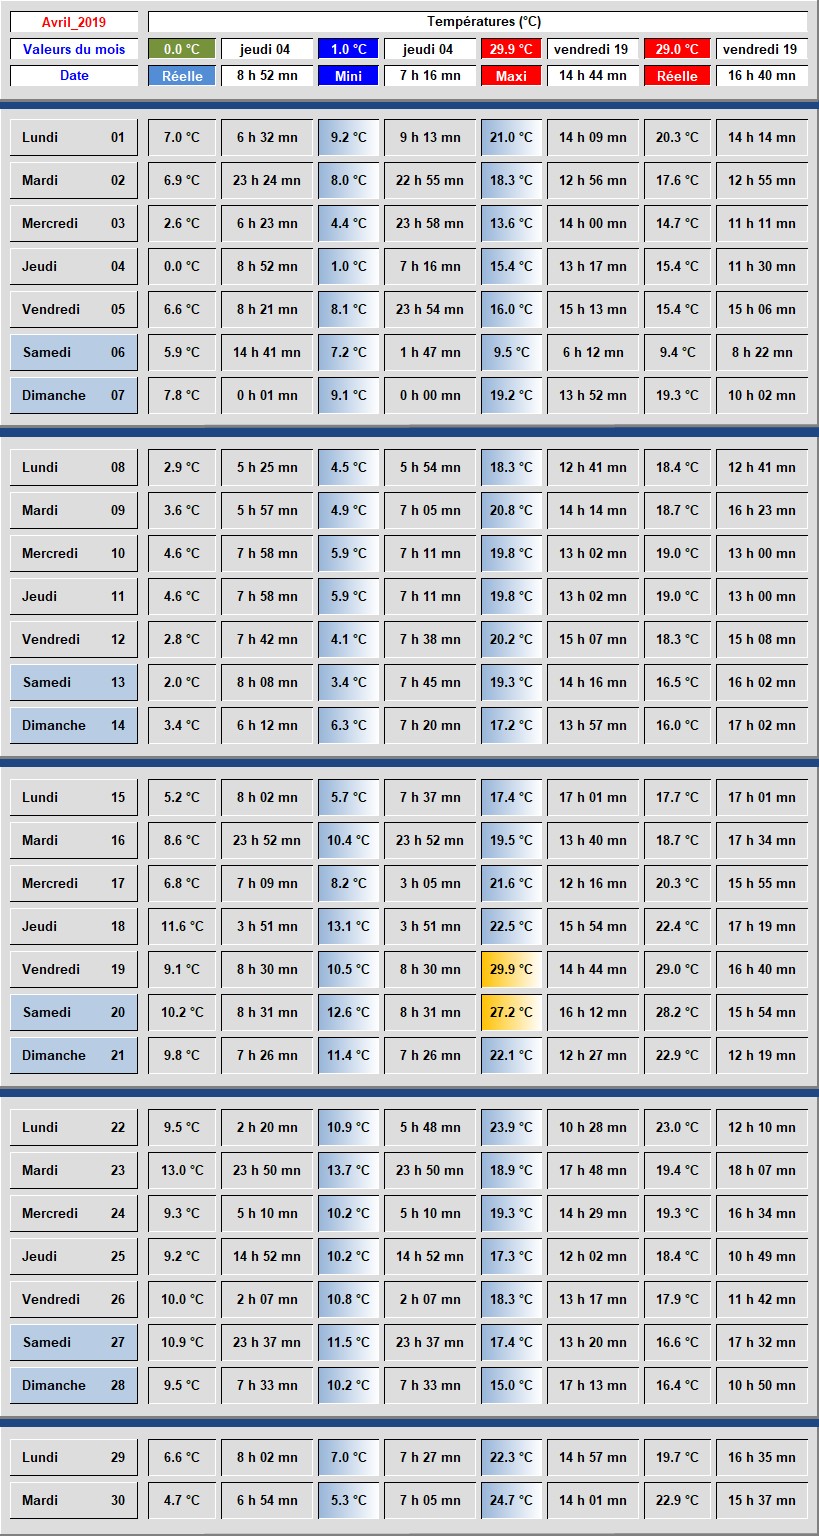 Avril_2019 Températures (°C)
Valeurs du mois 0.0 °C jeudi 04 1.0 °C jeudi 04 29.9 °C vendredi 19 29.0 °C vendredi 19
Date Réelle 8 h 52 mn Mini 7 h 16 mn Maxi 14 h 44 mn Réelle 16 h 40 mn
Lundi 01 7.0 °C 6 h 32 mn 9.2 °C 9 h 13 mn 21.0 °C 14 h 09 mn 20.3 °C 14 h 14 mn
Mardi 02 6.9 °C 23 h 24 mn 8.0 °C 22 h 55 mn 18.3 °C 12 h 56 mn 17.6 °C 12 h 55 mn
Mercredi 03 2.6 °C 6 h 23 mn 4.4 °C 23 h 58 mn 13.6 °C 14 h 00 mn 14.7 °C 11 h 11 mn
Jeudi 04 0.0 °C 8 h 52 mn 1.0 °C 7 h 16 mn 15.4 °C 13 h 17 mn 15.4 °C 11 h 30 mn
Vendredi 05 6.6 °C 8 h 21 mn 8.1 °C 23 h 54 mn 16.0 °C 15 h 13 mn 15.4 °C 15 h 06 mn
Samedi 06 5.9 °C 14 h 41 mn 7.2 °C 1 h 47 mn 9.5 °C 6 h 12 mn 9.4 °C 8 h 22 mn
Dimanche 07 7.8 °C 0 h 01 mn 9.1 °C 0 h 00 mn 19.2 °C 13 h 52 mn 19.3 °C 10 h 02 mn
Lundi 08 2.9 °C 5 h 25 mn 4.5 °C 5 h 54 mn 18.3 °C 12 h 41 mn 18.4 °C 12 h 41 mn
Mardi 09 3.6 °C 5 h 57 mn 4.9 °C 7 h 05 mn 20.8 °C 14 h 14 mn 18.7 °C 16 h 23 mn
Mercredi 10 4.6 °C 7 h 58 mn 5.9 °C 7 h 11 mn 19.8 °C 13 h 02 mn 19.0 °C 13 h 00 mn
Jeudi 11 4.6 °C 7 h 58 mn 5.9 °C 7 h 11 mn 19.8 °C 13 h 02 mn 19.0 °C 13 h 00 mn
Vendredi 12 2.8 °C 7 h 42 mn 4.1 °C 7 h 38 mn 20.2 °C 15 h 07 mn 18.3 °C 15 h 08 mn
Samedi 13 2.0 °C 8 h 08 mn 3.4 °C 7 h 45 mn 19.3 °C 14 h 16 mn 16.5 °C 16 h 02 mn
Dimanche 14 3.4 °C 6 h 12 mn 6.3 °C 7 h 20 mn 17.2 °C 13 h 57 mn 16.0 °C 17 h 02 mn
Lundi 15 5.2 °C 8 h 02 mn 5.7 °C 7 h 37 mn 17.4 °C 17 h 01 mn 17.7 °C 17 h 01 mn
Mardi 16 8.6 °C 23 h 52 mn 10.4 °C 23 h 52 mn 19.5 °C 13 h 40 mn 18.7 °C 17 h 34 mn
Mercredi 17 6.8 °C 7 h 09 mn 8.2 °C 3 h 05 mn 21.6 °C 12 h 16 mn 20.3 °C 15 h 55 mn
Jeudi 18 11.6 °C 3 h 51 mn 13.1 °C 3 h 51 mn 22.5 °C 15 h 54 mn 22.4 °C 17 h 19 mn
Vendredi 19 9.1 °C 8 h 30 mn 10.5 °C 8 h 30 mn 29.9 °C 14 h 44 mn 29.0 °C 16 h 40 mn
Samedi 20 10.2 °C 8 h 31 mn 12.6 °C 8 h 31 mn 27.2 °C 16 h 12 mn 28.2 °C 15 h 54 mn
Dimanche 21 9.8 °C 7 h 26 mn 11.4 °C 7 h 26 mn 22.1 °C 12 h 27 mn 22.9 °C 12 h 19 mn
Lundi 22 9.5 °C 2 h 20 mn 10.9 °C 5 h 48 mn 23.9 °C 10 h 28 mn 23.0 °C 12 h 10 mn
Mardi 23 13.0 °C 23 h 50 mn 13.7 °C 23 h 50 mn 18.9 °C 17 h 48 mn 19.4 °C 18 h 07 mn
Mercredi 24 9.3 °C 5 h 10 mn 10.2 °C 5 h 10 mn 19.3 °C 14 h 29 mn 19.3 °C 16 h 34 mn
Jeudi 25 9.2 °C 14 h 52 mn 10.2 °C 14 h 52 mn 17.3 °C 12 h 02 mn 18.4 °C 10 h 49 mn
Vendredi 26 10.0 °C 2 h 07 mn 10.8 °C 2 h 07 mn 18.3 °C 13 h 17 mn 17.9 °C 11 h 42 mn
Samedi 27 10.9 °C 23 h 37 mn 11.5 °C 23 h 37 mn 17.4 °C 13 h 20 mn 16.6 °C 17 h 32 mn
Dimanche 28 9.5 °C 7 h 33 mn 10.2 °C 7 h 33 mn 15.0 °C 17 h 13 mn 16.4 °C 10 h 50 mn
Lundi 29 6.6 °C 8 h 02 mn 7.0 °C 7 h 27 mn 22.3 °C 14 h 57 mn 19.7 °C 16 h 35 mn
Mardi 30 4.7 °C 6 h 54 mn 5.3 °C 7 h 05 mn 24.7 °C 14 h 01 mn 22.9 °C 15 h 37 mn